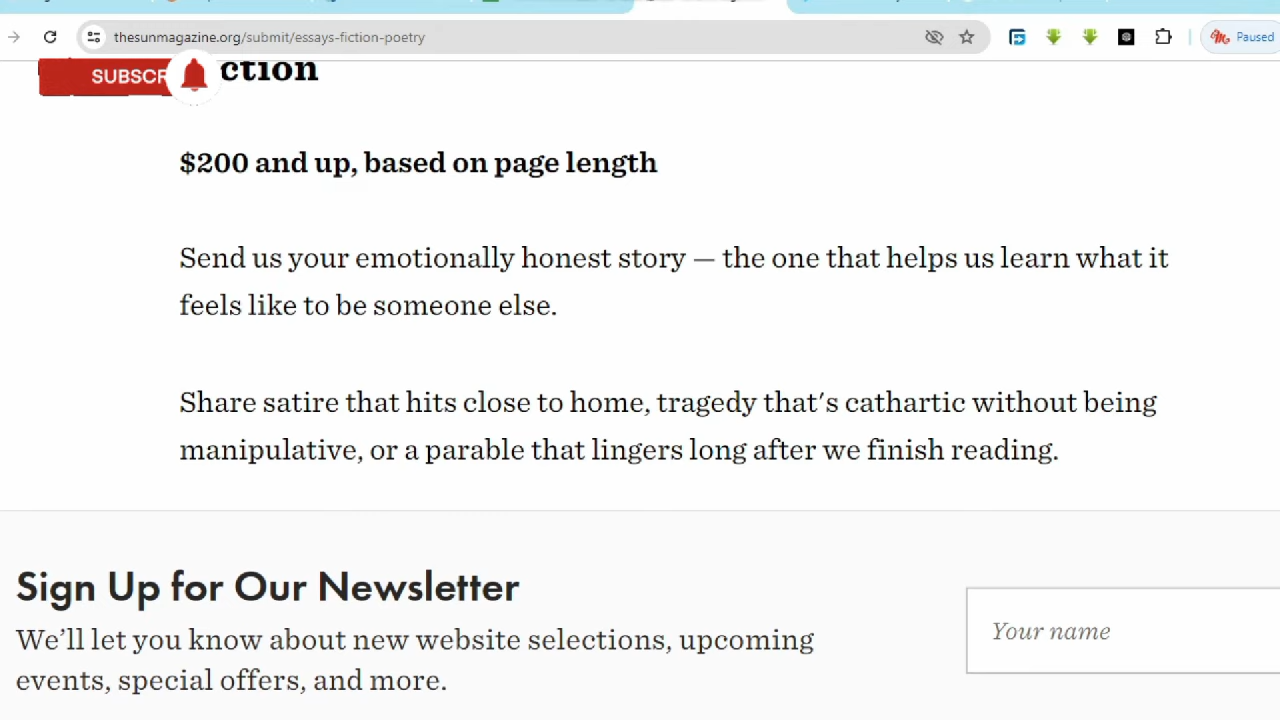 thesunmagazine.org/submit/essays-fiction-poetry
Paused
SUBSCR
ction
$200 and up, based on page length
Send us your emotionally honest story — the one that helps us learn what it
feels like to be someone else.
Share satire that hits close to home, tragedy that's cathartic without being
manipulative, or a parable that lingers long after we finish reading.
Sign Up for Our Newsletter
We’ll let you know about new website selections, upcoming
events, special offers, and more.
Your name